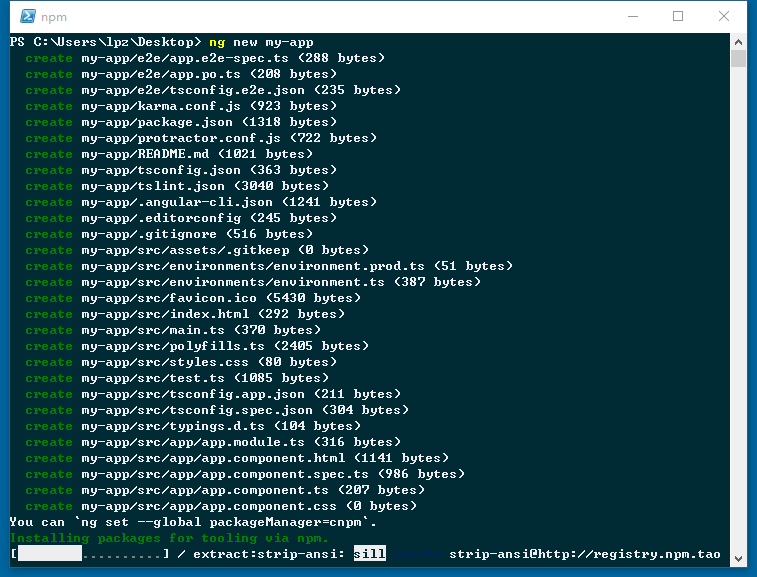 npm
PS C:\Users\lpz\Desktop> ng new my-app
create my-app/e2e/app.e2e-spec.ts (288 bytes)
create my-app/e2e/app.po.ts (208 bytes)
create my-app/e2e/tsconfig.e2e.json (235 bytes)
create my-app/karma.conf.js (923 bytes)
create my-app/package.json (1318 bytes)
create my-app/protractor.conf.js (722 bytes)
create my-app/README.md (1021 bytes)
create my-app/tsconfig.json (363 bytes)
create my-app/tslint.json (3040 bytes)
create my-app/.angular-cli.json (1241 bytes)
create my-app/.editorconfig (245 bytes)
create my-app/.gitignore (516 bytes)
create my-app/src/assets/.gitkeep (0 bytes)
create my-app/src/environments/environment.prod.ts (51 bytes)
create my-app/src/environments/environment.ts (387 bytes)
create my-app/src/favicon.ico (5430 bytes)
create my-app/src/index.html (292 bytes)
create my-app/src/main.ts (370 bytes)
create my-app/src/polyfills.ts (2405 bytes)
create my-app/src/styles.css (80 bytes)
create my-app/src/test.ts (1085 bytes)
create my-app/src/tsconfig.app.json (211 bytes)
create my-app/src/tsconfig.spec.json (304 bytes)
create my-app/src/typings.d.ts (104 bytes)
create my-app/src/app/app.module.ts (316 bytes)
create my-app/src/app/app.component.html (1141 bytes)
create my-app/src/app/app.component.spec.ts (986 bytes)
create my-app/src/app/app.component.ts (207 bytes)
create my-app/src/app/app.component.css (0 bytes)
You can `ng set --global packageManager=cnpm`.
Installing packages for tooling via npm.
[..........] / extract:strip-ansi: sill strip-ansi@http://registry.npm.tao